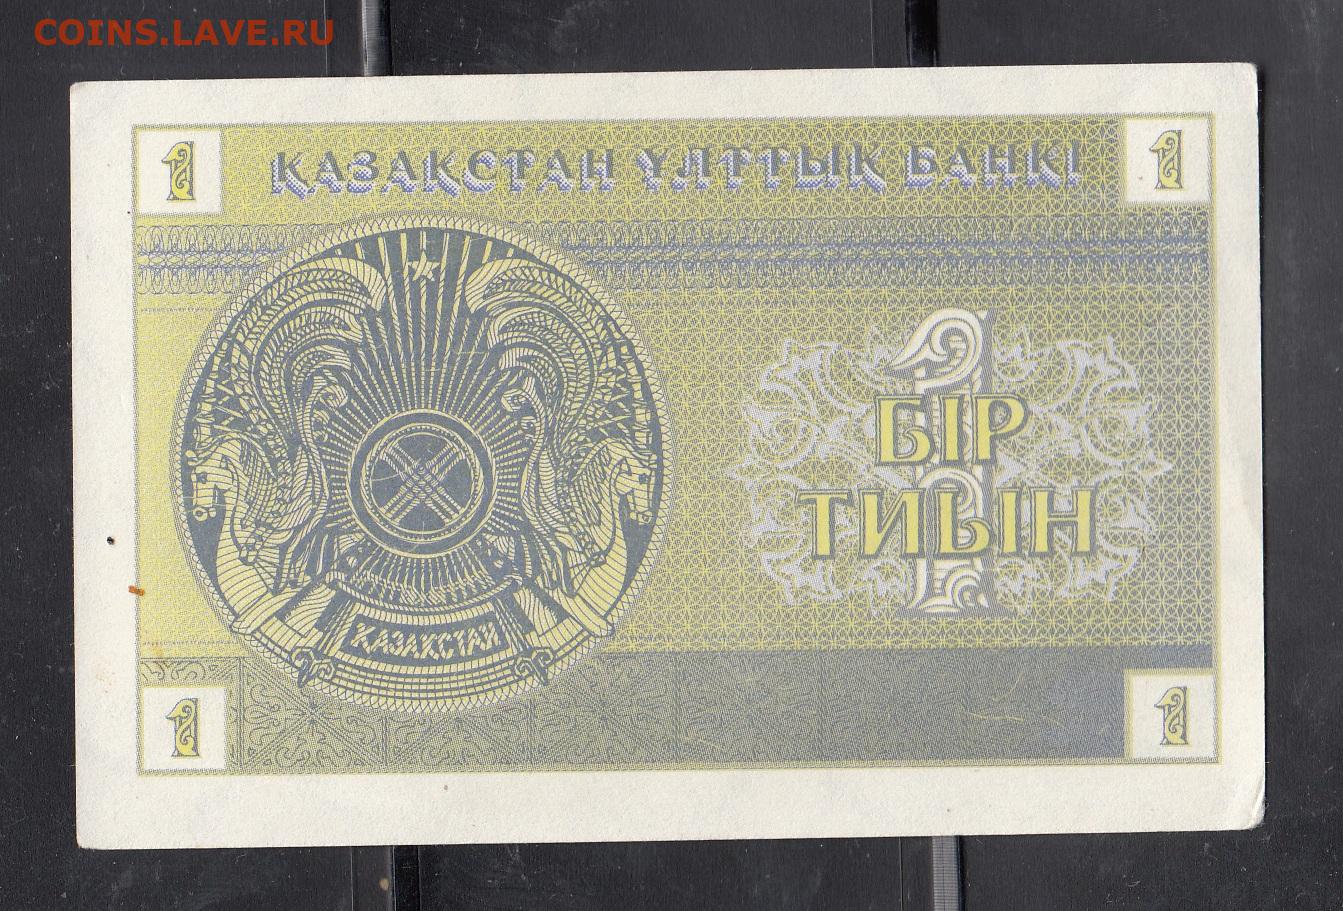 COINS.LAVE.RU
1 1
ҚАЗАҚСТАН ҰЛТТЫҚ БАНКІ
1
БІР
ТИЫН
ҚАЗАҚСТАН
1 1